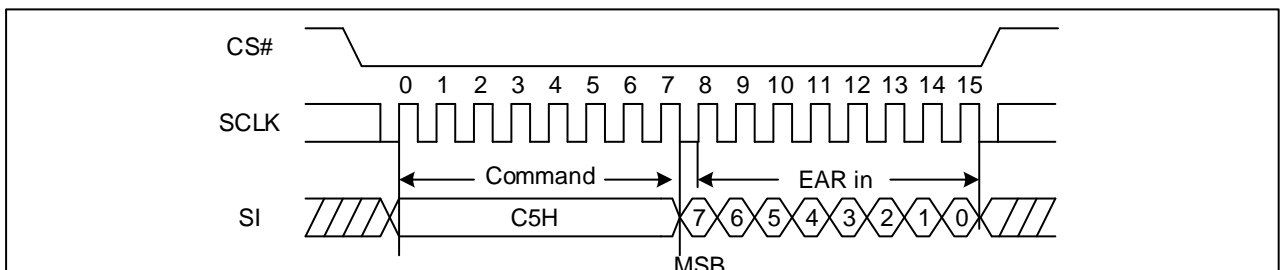 CS#
0 1 2 3 4 5 6 7 8 9 10 11 12 13 14 15
SCLK
Command EAR in
SI C5H 7 6 5 4 3 2 1 0
MSB